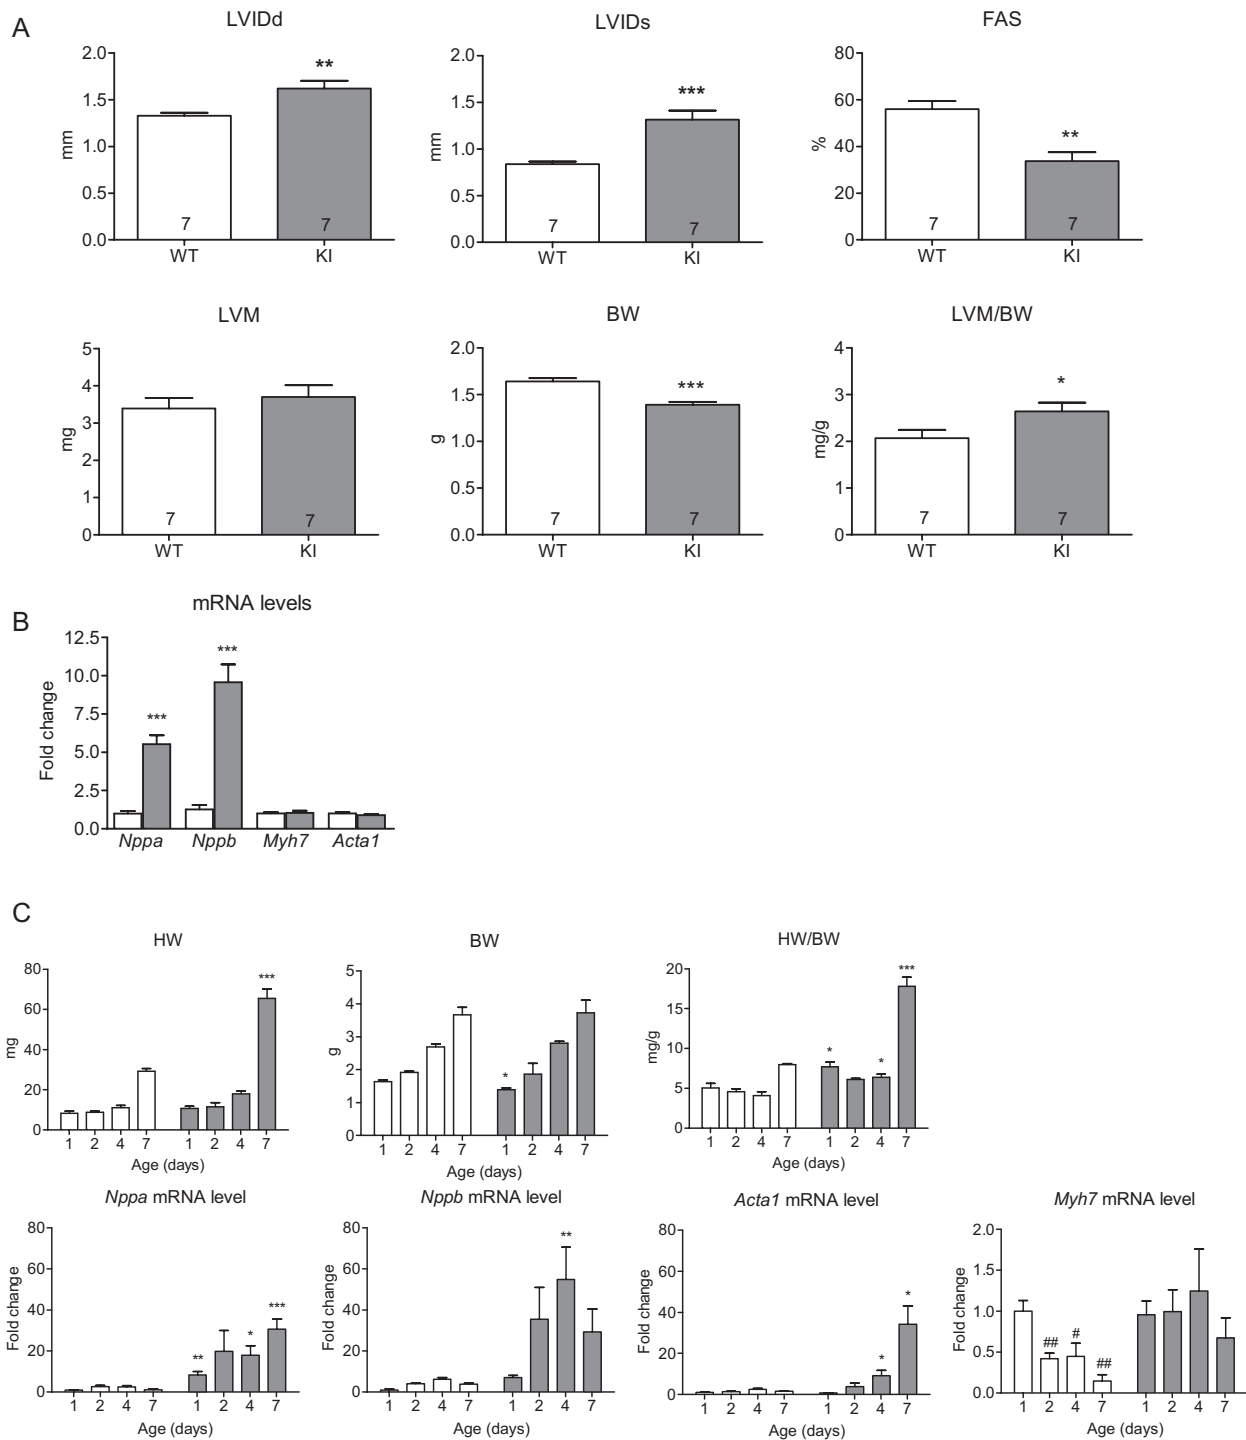 A
LVIDd
2.0
1.5
1.0
0.5
0.0
mm
**
7
7
WT
KI
LVIDs
2.0
1.5
1.0
0.5
0.0
mm
***
7
7
WT
KI
FAS
80
60
40
20
0
%
**
7
7
WT
KI
LVM
5
4
3
2
1
0
mg
7
7
WT
KI
BW
2.0
1.5
1.0
0.5
0.0
g
***
7
7
WT
KI
LVM/BW
4
3
2
1
0
mg/g
*
7
7
WT
KI
B
mRNA levels
12.5
10.0
7.5
5.0
2.5
0.0
Fold change
***
***
Nppa Nppb Myh7 Acta1
C
HW
80
60
40
20
0
mg
***
1 2 4 7 1 2 4 7
Age (days)
BW
5
4
3
2
1
0
g
*
1 2 4 7 1 2 4 7
Age (days)
HW/BW
20
15
10
5
0
mg/g
*
*
***
1 2 4 7 1 2 4 7
Age (days)
Nppa mRNA level
80
60
40
20
0
Fold change
**
*
***
1 2 4 7 1 2 4 7
Age (days)
Nppb mRNA level
80
60
40
20
0
Fold change
**
1 2 4 7 1 2 4 7
Age (days)
Acta1 mRNA level
80
60
40
20
0
Fold change
*
*
1 2 4 7 1 2 4 7
Age (days)
Myh7 mRNA level
2.0
1.5
1.0
0.5
0.0
Fold change
##
#
##
1 2 4 7 1 2 4 7
Age (days)